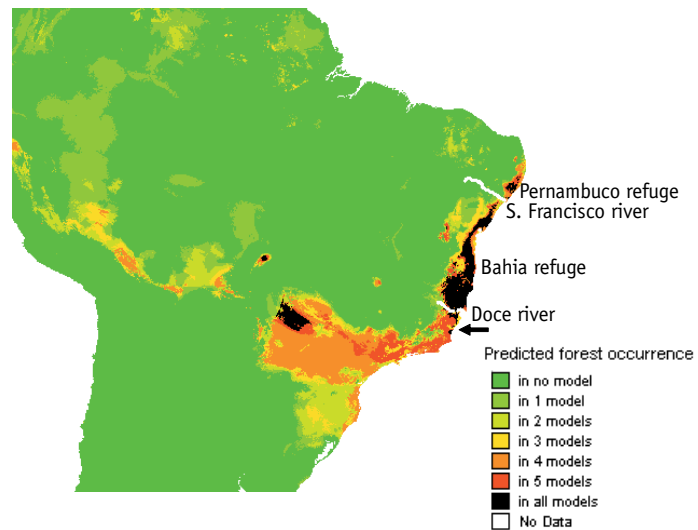 Pernambuco refuge
S. Francisco river
Bahia refuge
Doce river
Predicted forest occurrence
in no model
in 1 model
in 2 models
in 3 models
in 4 models
in 5 models
in all models
No Data